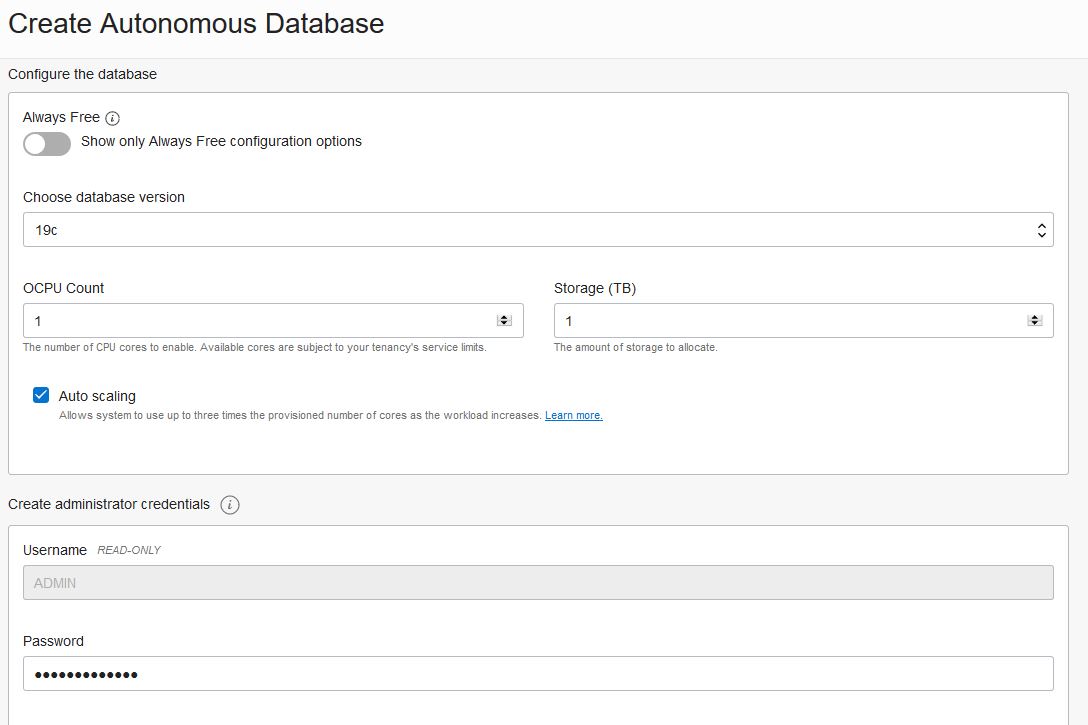 Create Autonomous Database
Configure the database
Always Free
Show only Always Free configuration options
Choose database version
19c
OCPU Count
Storage (TB)
1
1
The number of CPU cores to enable. Available cores are subject to your tenancy's service limits.
The amount of storage to allocate.
Auto scaling
Allows system to use up to three times the provisioned number of cores as the workload increases. Learn more.
Create administrator credentials
Username READ-ONLY
ADMIN
Password
•••••••••••••